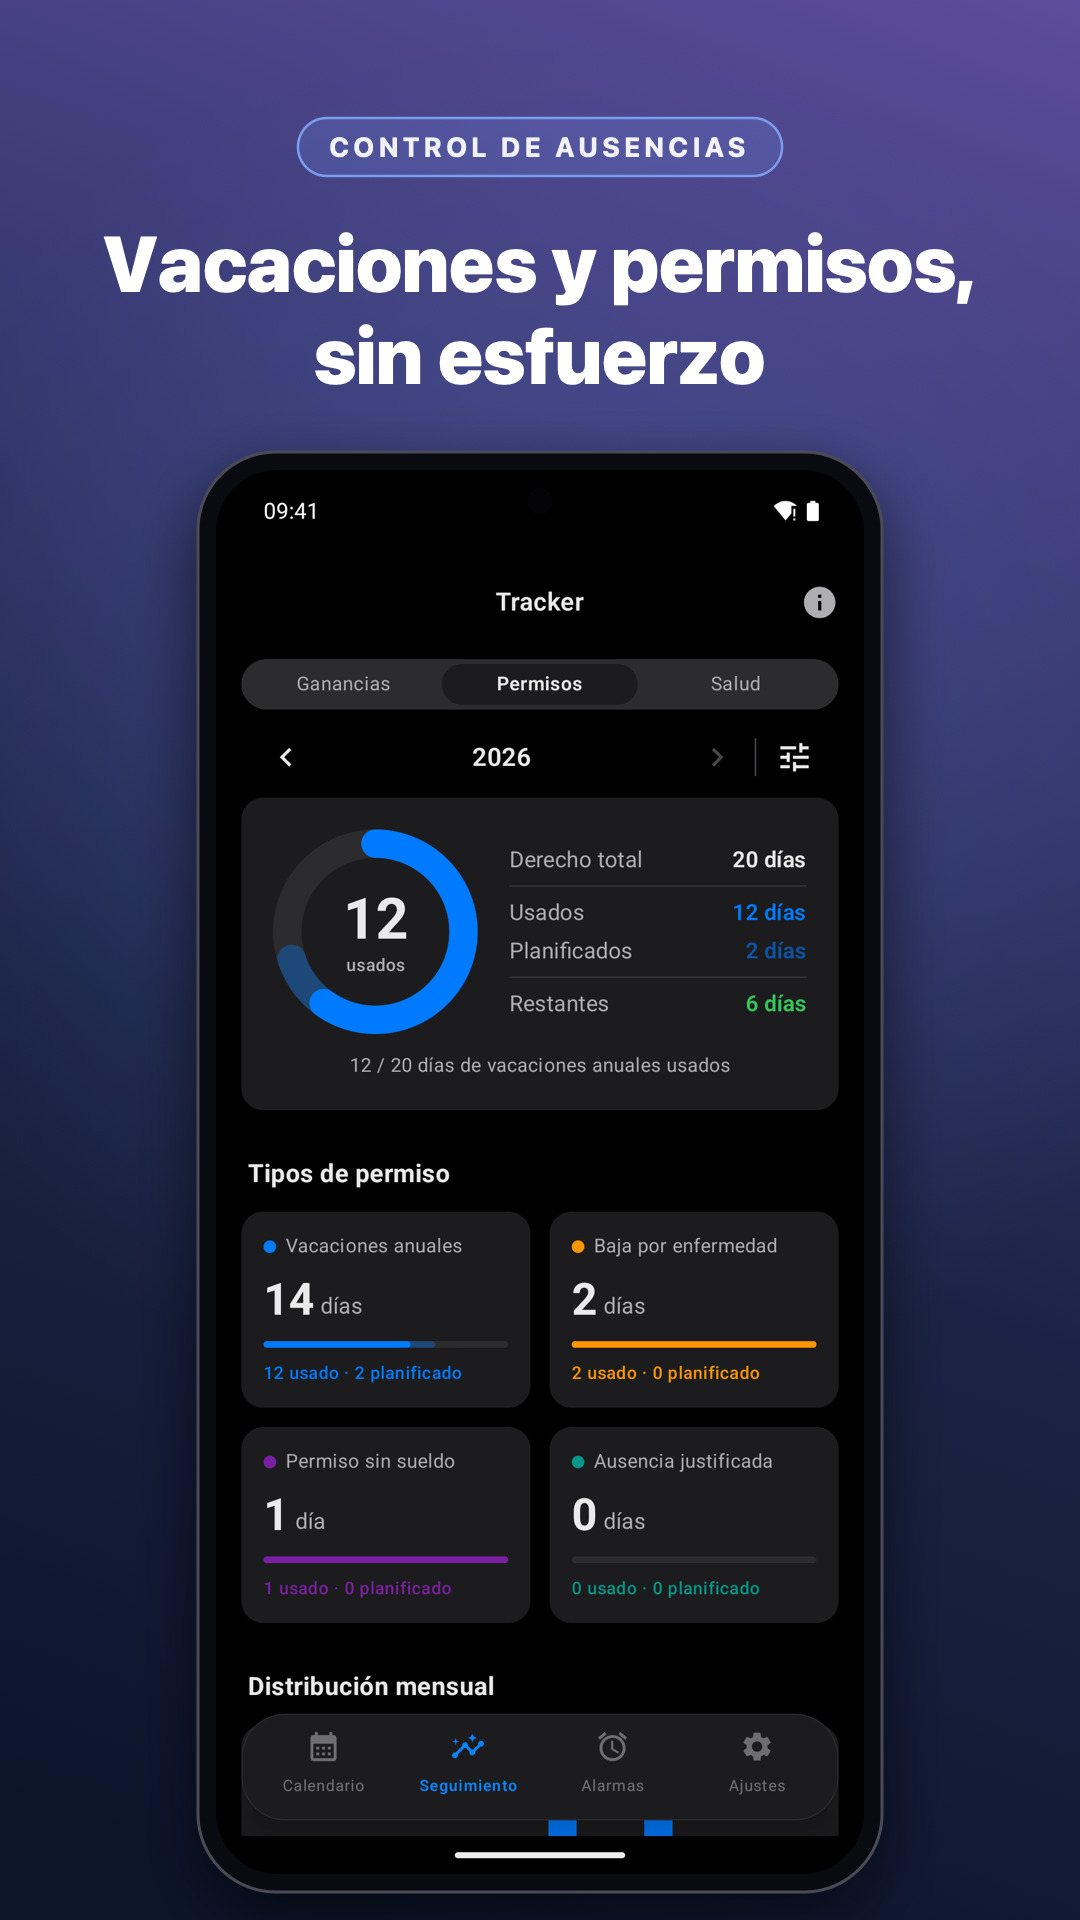 CONTROL DE AUSENCIAS
Vacaciones y permisos,
sin esfuerzo
09:41
Tracker
Ganancias Permisos Salud
2026
12
usados
Derecho total 20 días
Usados 12 días
Planificados 2 días
Restantes 6 días
12 / 20 días de vacaciones anuales usados
Tipos de permiso
Vacaciones anuales
14 días
12 usado · 2 planificado
Baja por enfermedad
2 días
2 usado · 0 planificado
Permiso sin sueldo
1 día
1 usado · 0 planificado
Ausencia justificada
0 días
0 usado · 0 planificado
Distribución mensual
Calendario Seguimiento Alarmas Ajustes